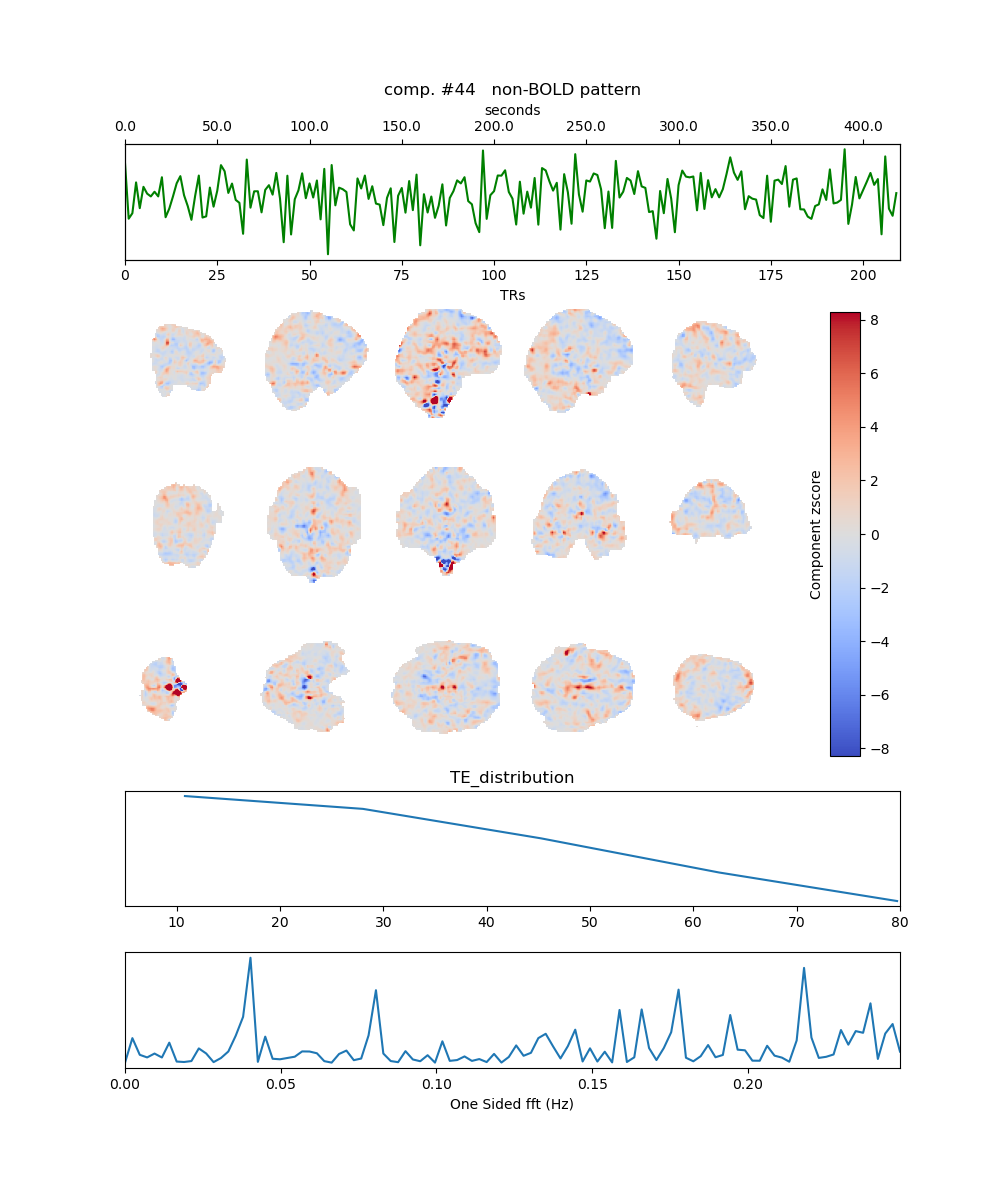 comp. #44   non-BOLD pattern
seconds
0.0 50.0 100.0 150.0 200.0 250.0 300.0 350.0 400.0
0 25 50 75 100 125 150 175 200
TRs
8
6
4
2
0
−2
−4
−6
−8
Component zscore
TE_distribution
10 20 30 40 50 60 70 80
0.00 0.05 0.10 0.15 0.20
One Sided fft (Hz)